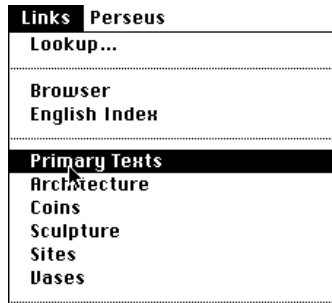 Links Perseus
Lookup...
Browser
English Index
Primary Texts
Architecture
Coins
Sculpture
Sites
Vases